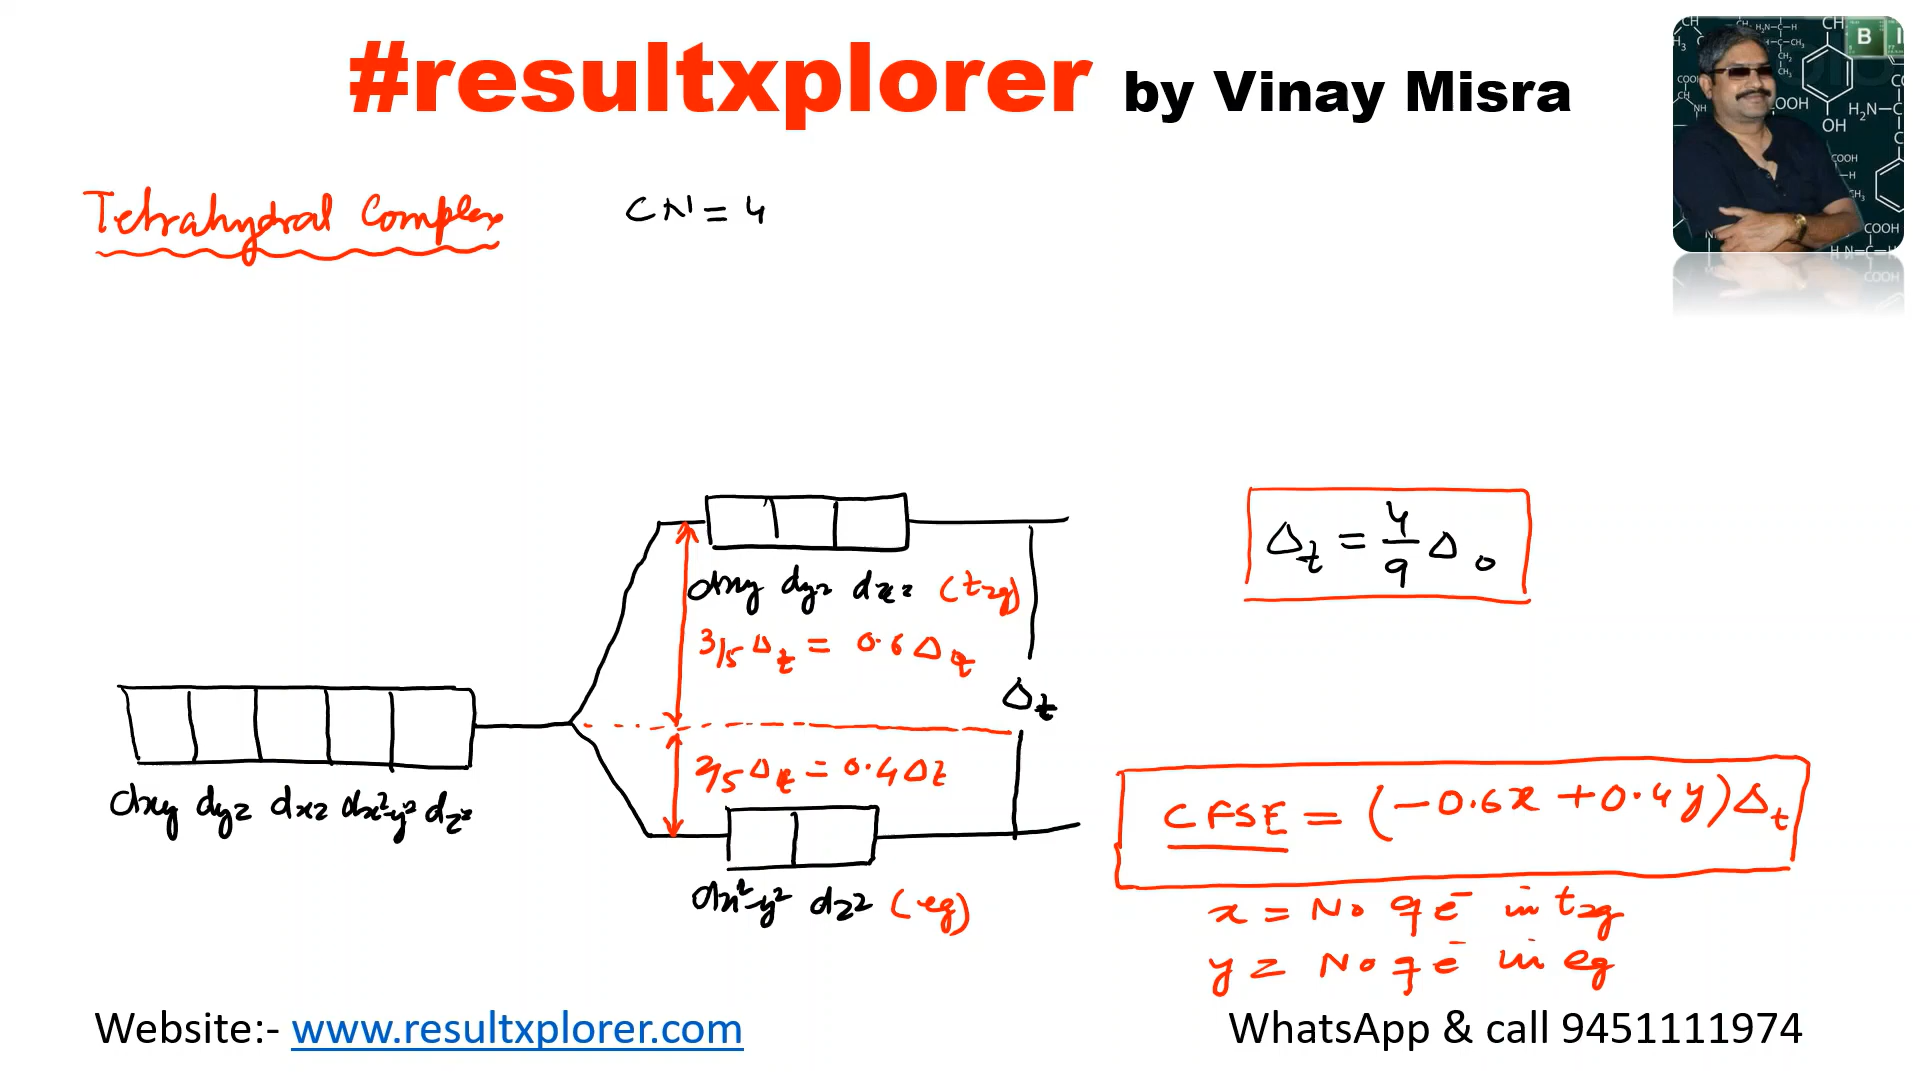 #resultxplorer by Vinay Misra
Tetrahydral Complex
CN = 4
dxy dyz dxz (t2g)
3/5 Δt = 0.6 Δt
Δt
2/5 Δt = 0.4 Δt
dxy dyz dxz dx²-y² dz²
dx²-y² dz² (eg)
Δt = 4/9 Δo
CFSE = (-0.6x + 0.4y)Δt
x = No of e⁻ in t2g
y = No of e⁻ in eg
Website:- www.resultxplorer.com
WhatsApp & call 9451111974